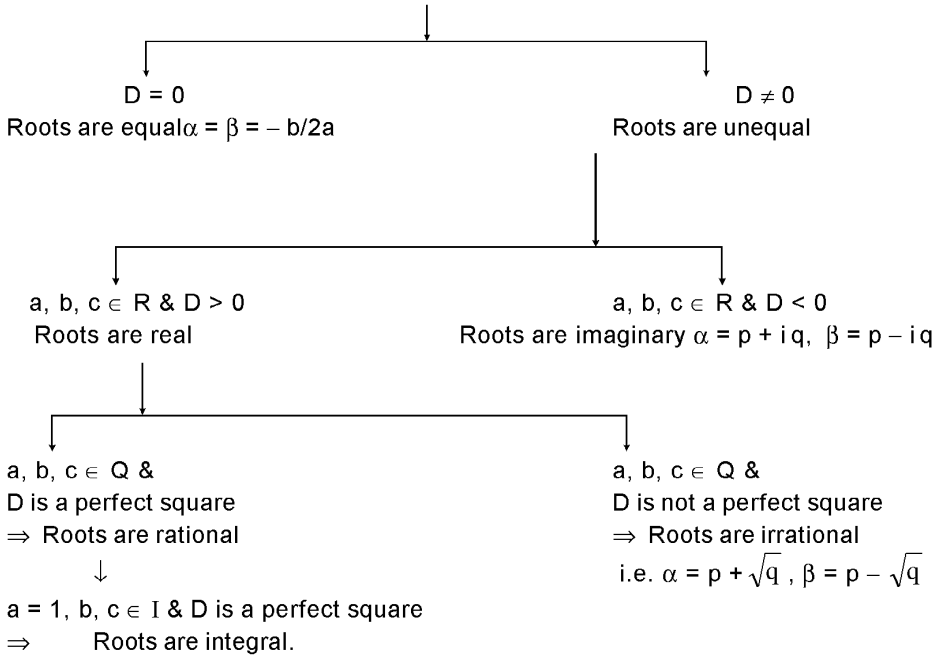 D = 0
D ≠ 0
Roots are equalα = β = – b/2a
Roots are unequal
a, b, c ∈ R & D > 0
a, b, c ∈ R & D < 0
Roots are real
Roots are imaginary α = p + i q, β = p – i q
a, b, c ∈ Q &
D is a perfect square
⇒ Roots are rational
↓
a = 1, b, c ∈ I & D is a perfect square
⇒ Roots are integral.
a, b, c ∈ Q &
D is not a perfect square
⇒ Roots are irrational
i.e. α = p + √q , β = p – √q